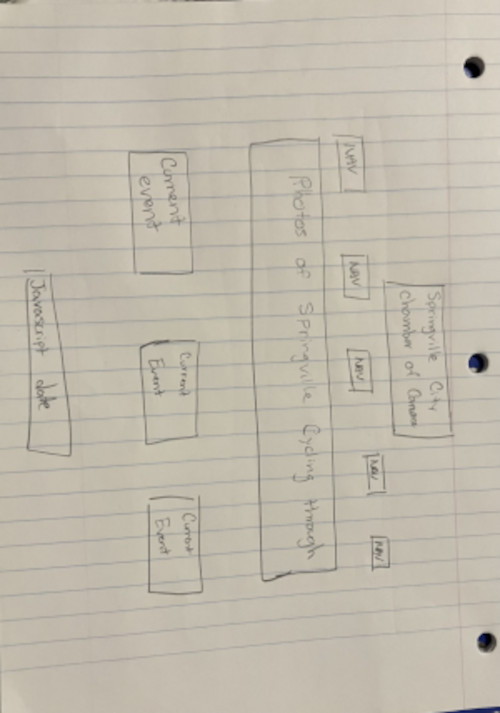 Springville City
Chamber of
NAV
NAV
NAV
NAV
NAV
Photos of Springville Cycling through
Current
event
Current
Event
Current
Event
Javascript date